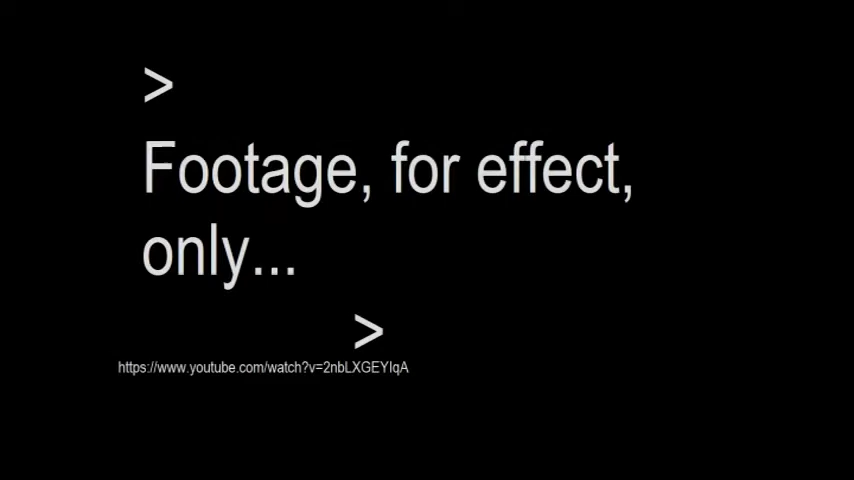 >
Footage, for effect,
only...
>
https://www.youtube.com/watch?v=2nbLXGEYIqA